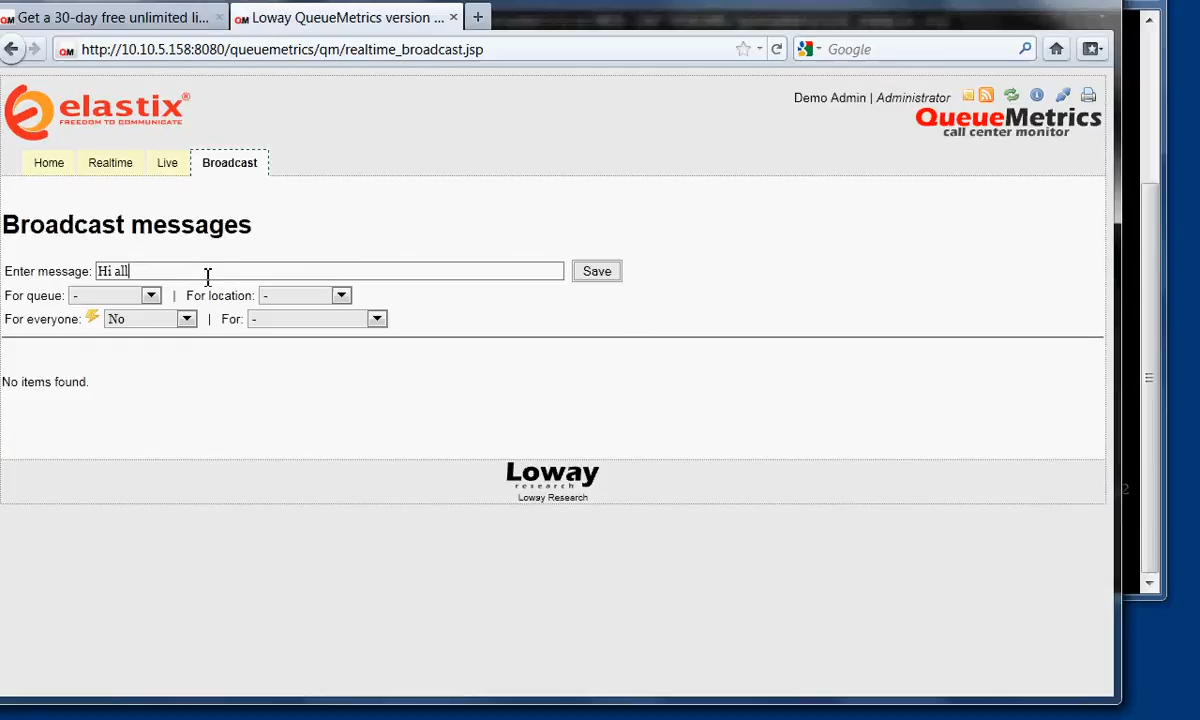 Get a 30-day free unlimited li...
Loway QueueMetrics version ...
http://10.10.5.158:8080/queuemetrics/qm/realtime_broadcast.jsp
Google
elastix®
FREEDOM TO COMMUNICATE
Demo Admin | Administrator
QueueMetrics
call center monitor
Home
Realtime
Live
Broadcast
Broadcast messages
Enter message: Hi all Save
For queue: - | For location: -
For everyone: No | For: -
No items found.
Loway
research
Loway Research
2